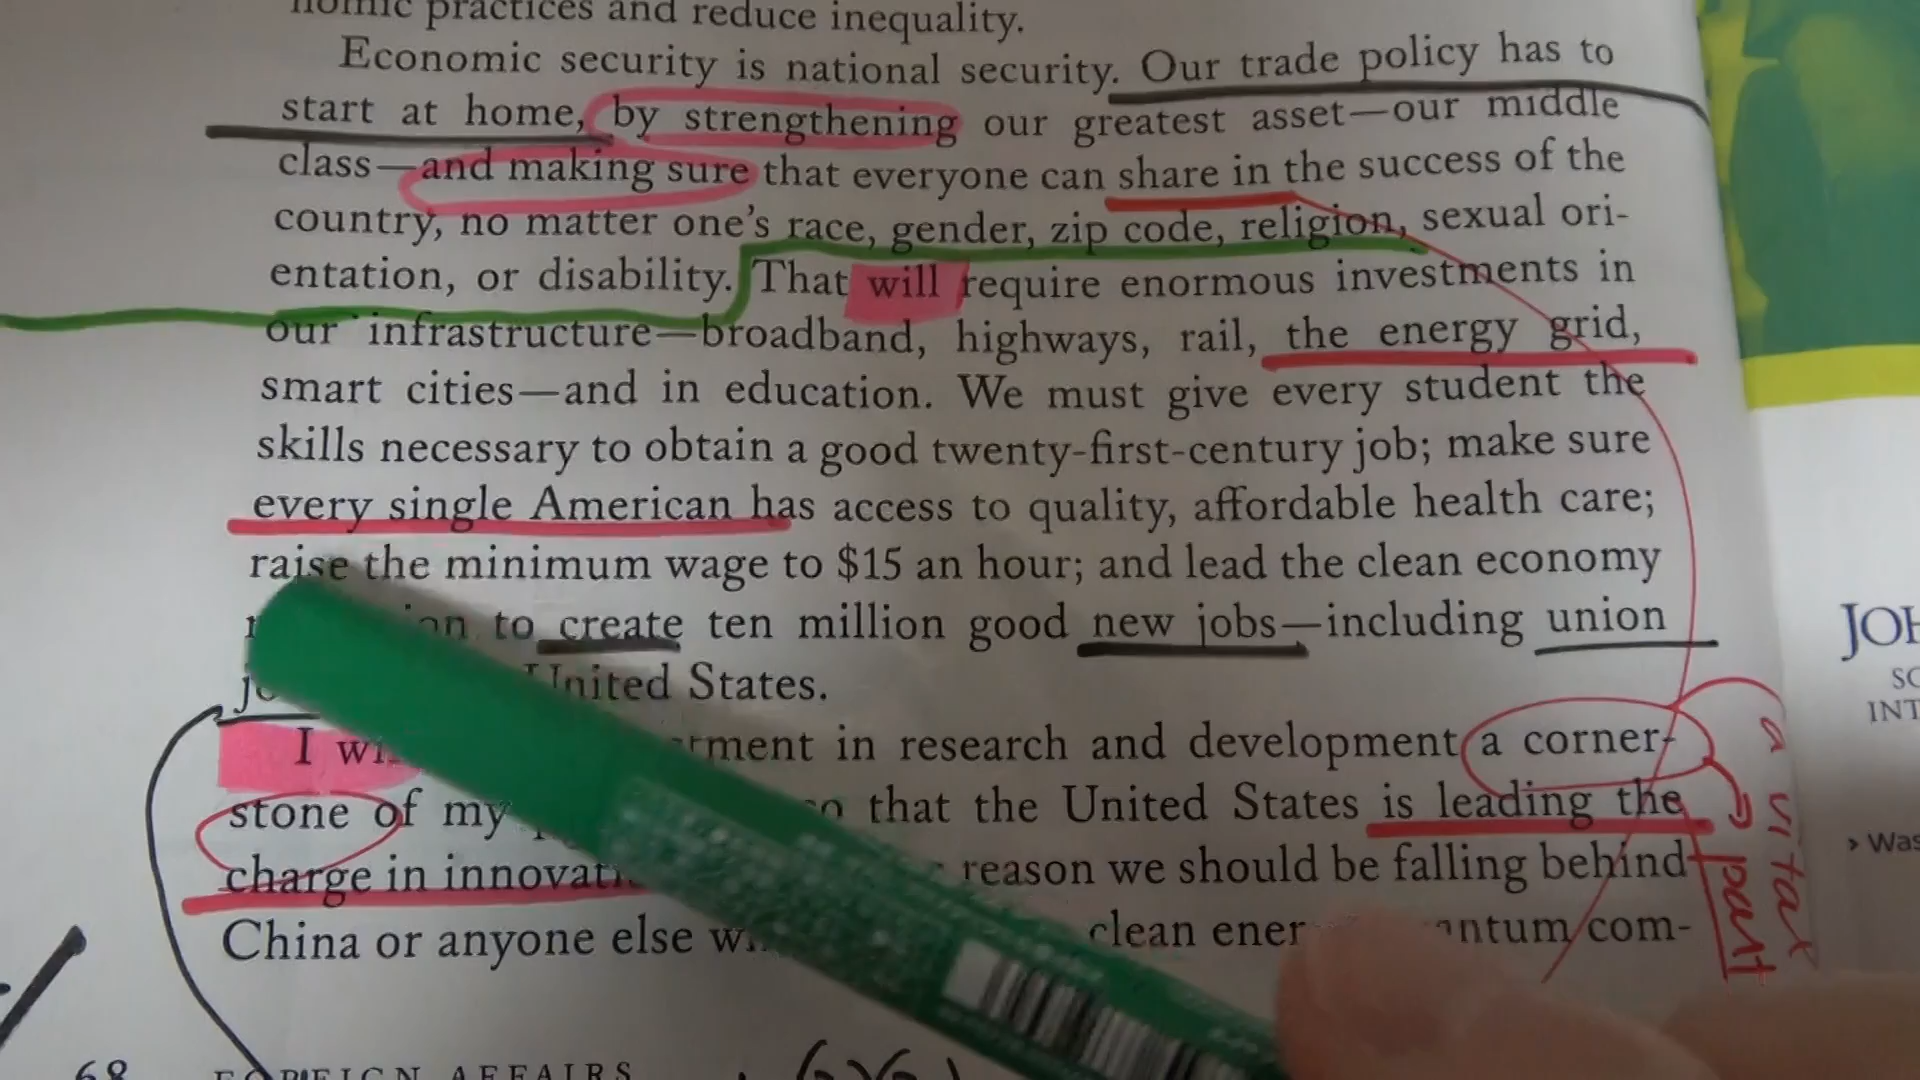 practices and reduce inequality.
Economic security is national security. Our trade policy has to
start at home, by strengthening our greatest asset—our middle
class—and making sure that everyone can share in the success of the
country, no matter one's race, gender, zip code, religion, sexual ori-
entation, or disability. That will require enormous investments in
our infrastructure—broadband, highways, rail, the energy grid,
smart cities—and in education. We must give every student the
skills necessary to obtain a good twenty-first-century job; make sure
every single American has access to quality, affordable health care;
raise the minimum wage to $15 an hour; and lead the clean economy
to create ten million good new jobs—including union
United States.
I in research and development a corner-
stone of my that the United States is leading the
charge in reason we should be falling behind
China or anyone else clean com-
68 FOREIGN AFFAIRS
a vital
part
JOH
SC
INT
› Was